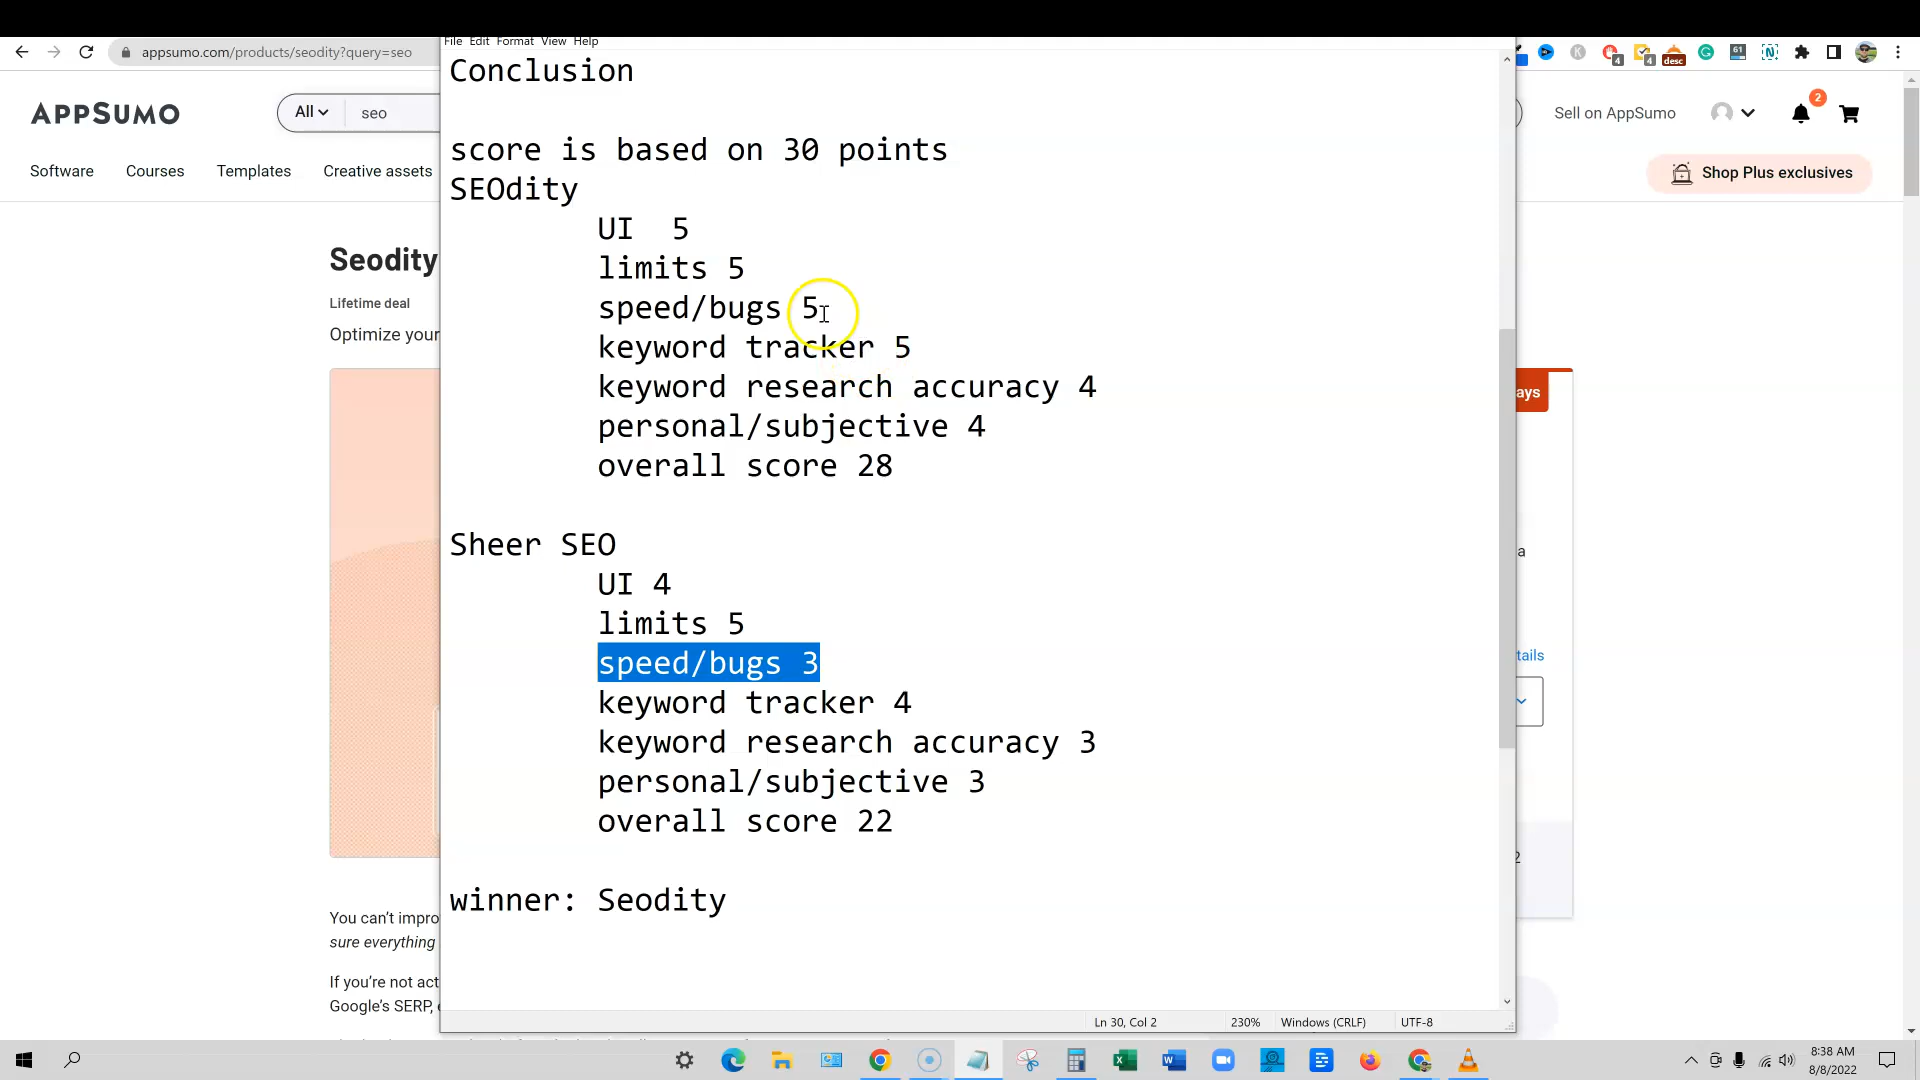 appsumo.com/products/seodity?query=seo
File Edit Format View Help
4
4
desc
61
APPSUMO
All
seo
Sell on AppSumo
2
Software
Courses
Templates
Creative assets
Shop Plus exclusives
Seodity
Lifetime deal
Optimize your
ays
a
tails
2
You can't impro
sure everything
If you're not act
Google's SERP,
Conclusion
score is based on 30 points
SEOdity
UI 5
limits 5
speed/bugs 5
keyword tracker 5
keyword research accuracy 4
personal/subjective 4
overall score 28
Sheer SEO
UI 4
limits 5
speed/bugs 3
keyword tracker 4
keyword research accuracy 3
personal/subjective 3
overall score 22
winner: Seodity
Ln 30, Col 2
230%
Windows (CRLF)
UTF-8
8:38 AM
8/8/2022